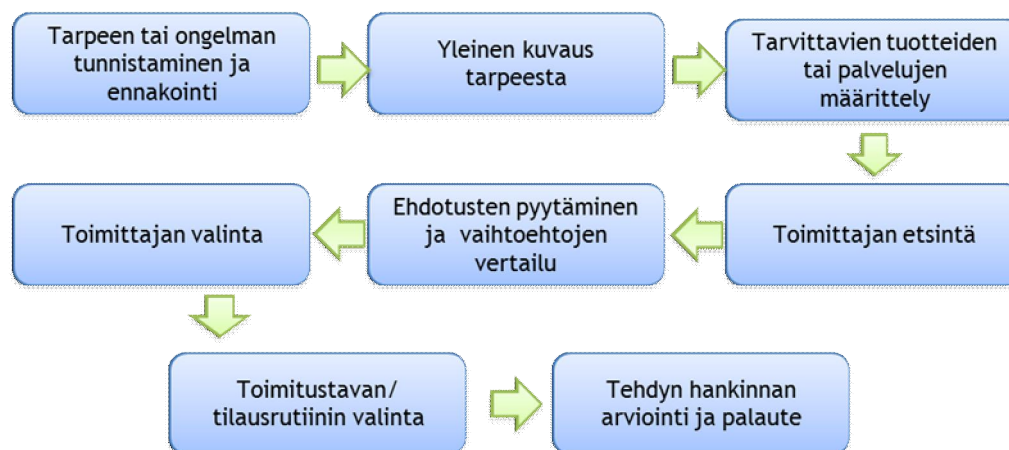 Tarpeen tai ongelman
tunnistaminen ja
ennakointi
Yleinen kuvaus
tarpeesta
Tarvittavien tuotteiden
tai palvelujen
määrittely
Toimittajan etsintä
Ehdotusten pyytäminen
ja vaihtoehtojen
vertailu
Toimittajan valinta
Toimitustavan/
tilausrutiinin valinta
Tehdyn hankinnan
arviointi ja palaute